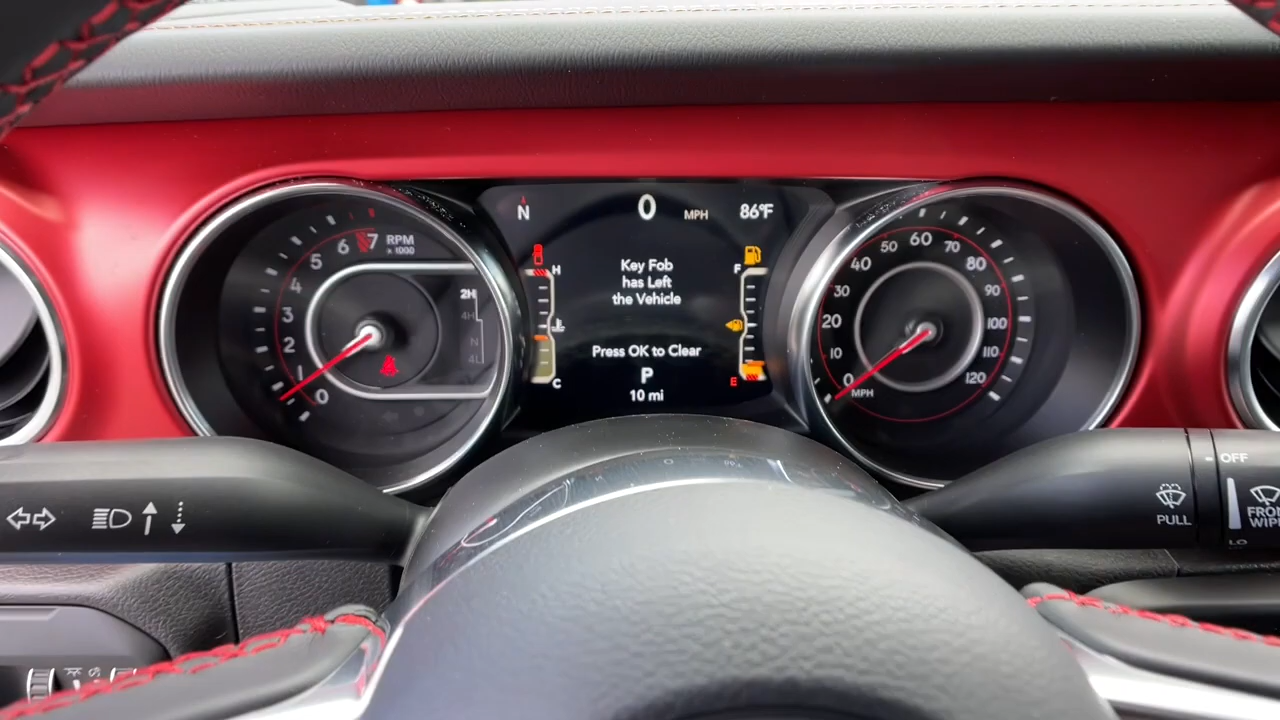 N
0 MPH
86°F
Key Fob
has Left
the Vehicle
Press OK to Clear
P
10 mi
H
C
F
E
0
1
2
3
4
5
6
7
RPM
x 1000
2H
4H
N
4L
0
10
20
30
40
50
60
70
80
90
100
110
120
MPH
PULL
OFF
LO